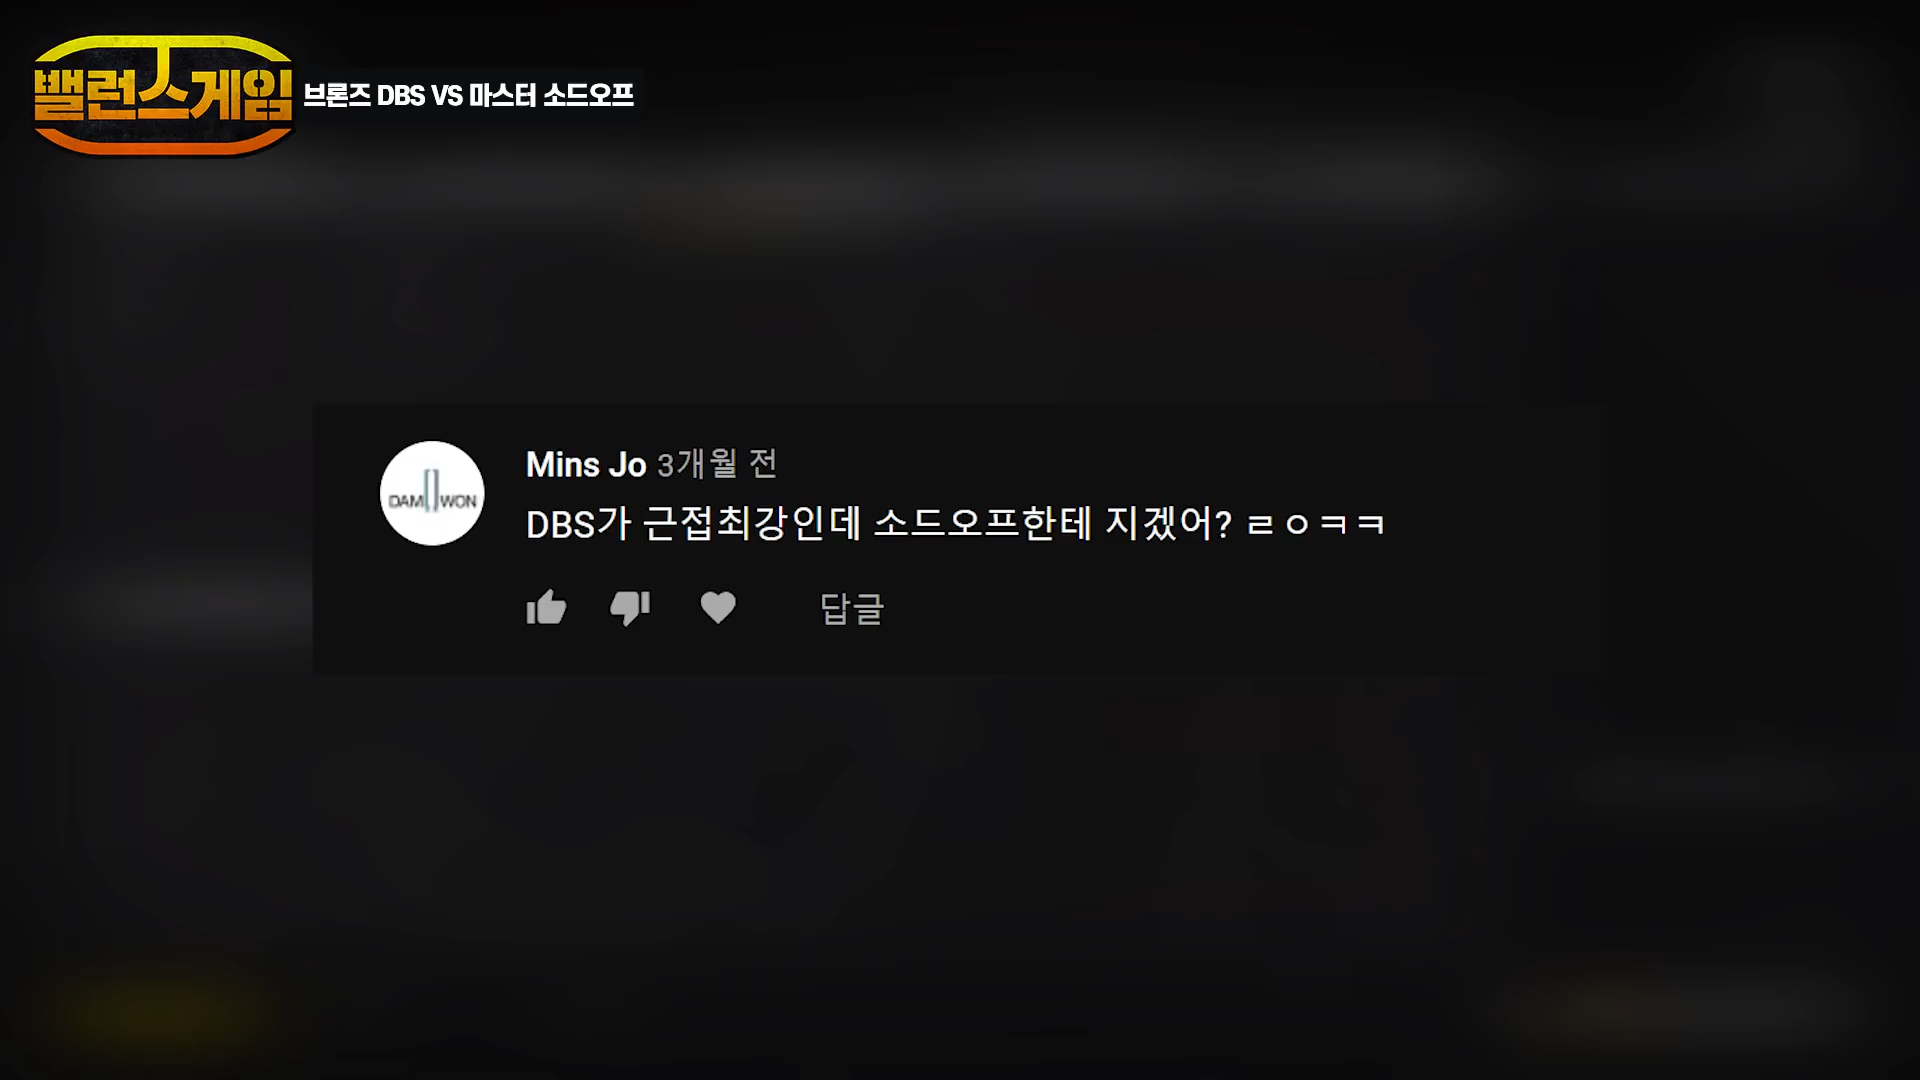 밸런스게임
브론즈 DBS VS 마스터 소드오프
Mins Jo 3개월 전
DAMWON
DBS가 근접최강인데 소드오프한테 지겠어? ㄹㅇㅋㅋ
답글